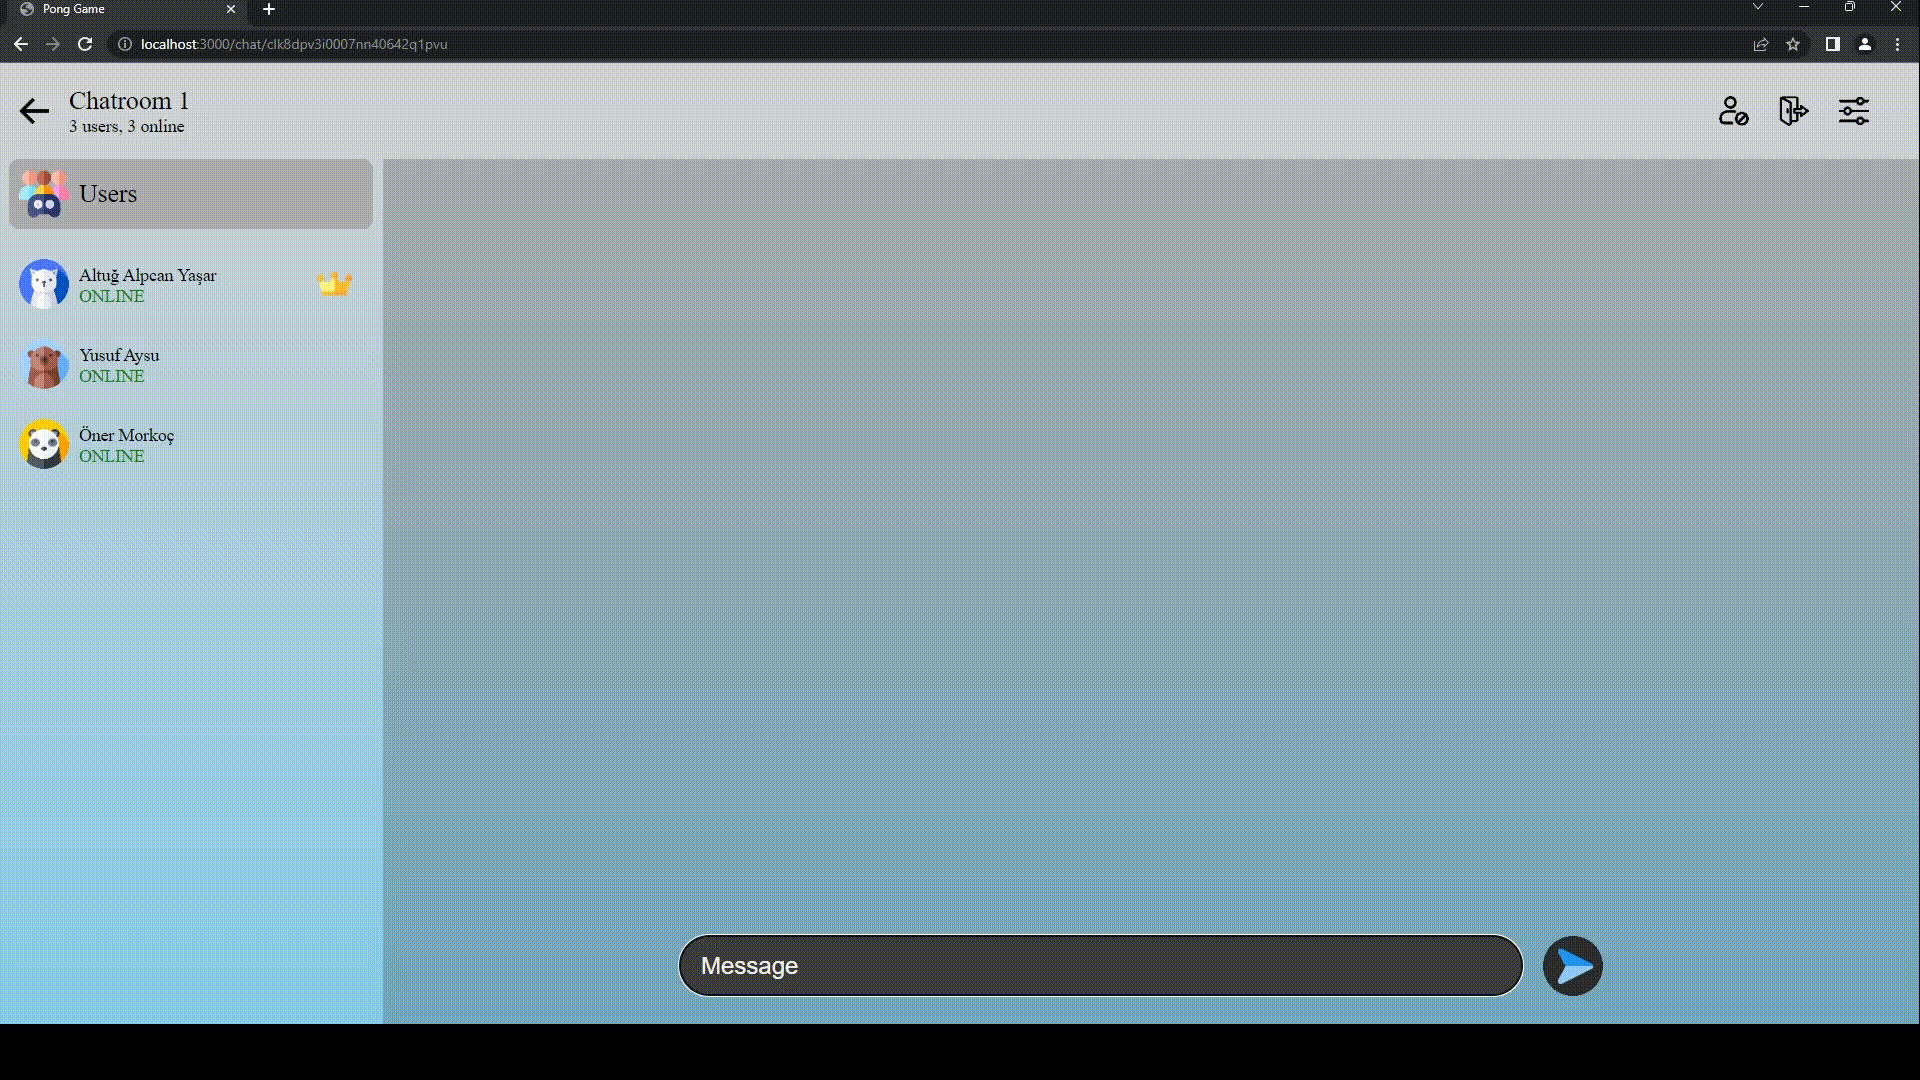 Pong Game
localhost:3000/chat/clk8dpv3i0007nn40642q1pvu
Chatroom 1
3 users, 3 online
Users
Altuğ Alpcan Yaşar
ONLINE
Yusuf Aysu
ONLINE
Öner Morkoç
ONLINE
Message